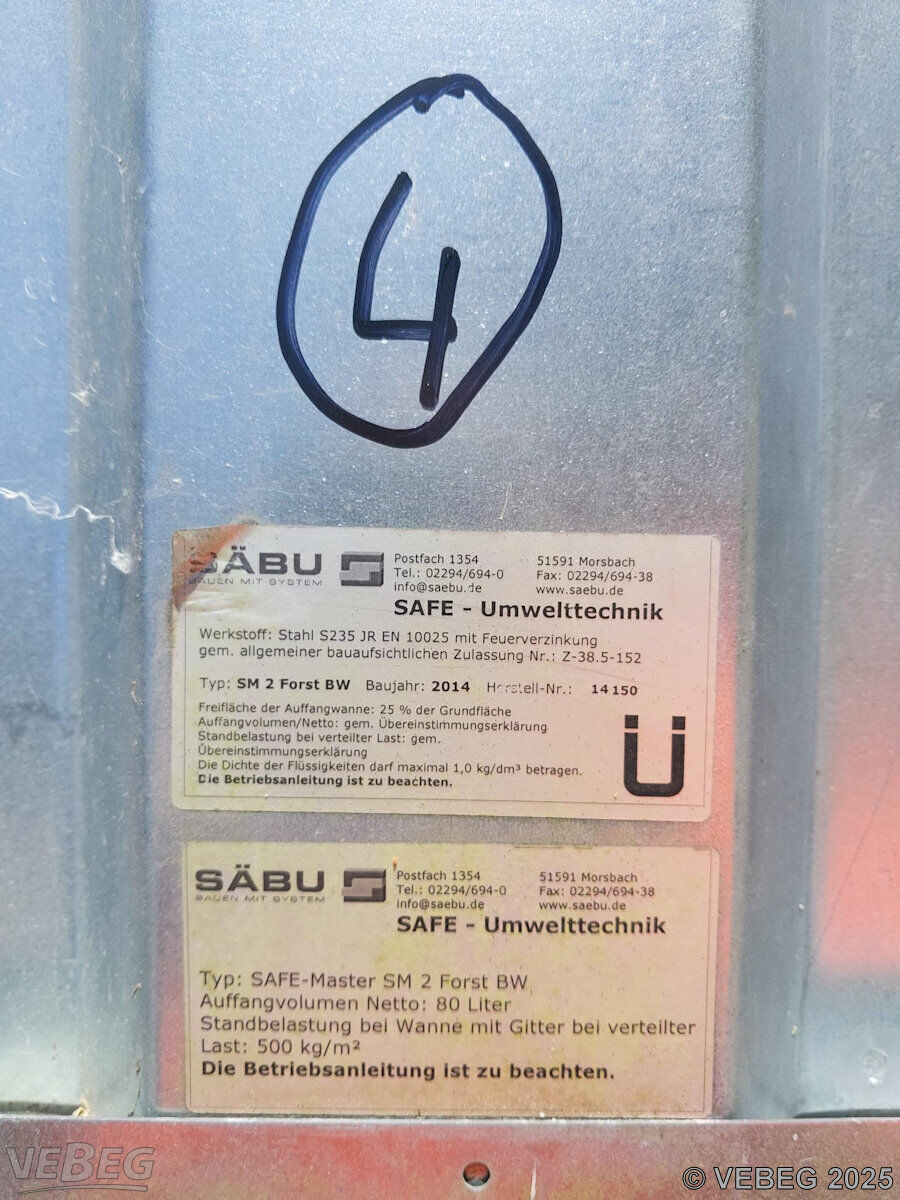 4
SÄBU
BAUEN MIT SYSTEM
Postfach 1354
Tel.: 02294/694-0
info@saebu.de
51591 Morsbach
Fax: 02294/694-38
www.saebu.de
SAFE - Umwelttechnik
Werkstoff: Stahl S235 JR EN 10025 mit Feuerverzinkung
gem. allgemeiner bauaufsichtlichen Zulassung Nr.: Z-38.5-152
Typ: SM 2 Forst BW Baujahr: 2014 Herstell-Nr.: 14150
Freifläche der Auffangwanne: 25 % der Grundfläche
Auffangvolumen/Netto: gem. Übereinstimmungserklärung
Standbelastung bei verteilter Last: gem.
Übereinstimmungserklärung
Die Dichte der Flüssigkeiten darf maximal 1,0 kg/dm³ betragen.
Die Betriebsanleitung ist zu beachten.
Ü
SÄBU
BAUEN MIT SYSTEM
Postfach 1354
Tel.: 02294/694-0
info@saebu.de
51591 Morsbach
Fax: 02294/694-38
www.saebu.de
SAFE - Umwelttechnik
Typ: SAFE-Master SM 2 Forst BW
Auffangvolumen Netto: 80 Liter
Standbelastung bei Wanne mit Gitter bei verteilter
Last: 500 kg/m²
Die Betriebsanleitung ist zu beachten.
VEBEG
© VEBEG 2025